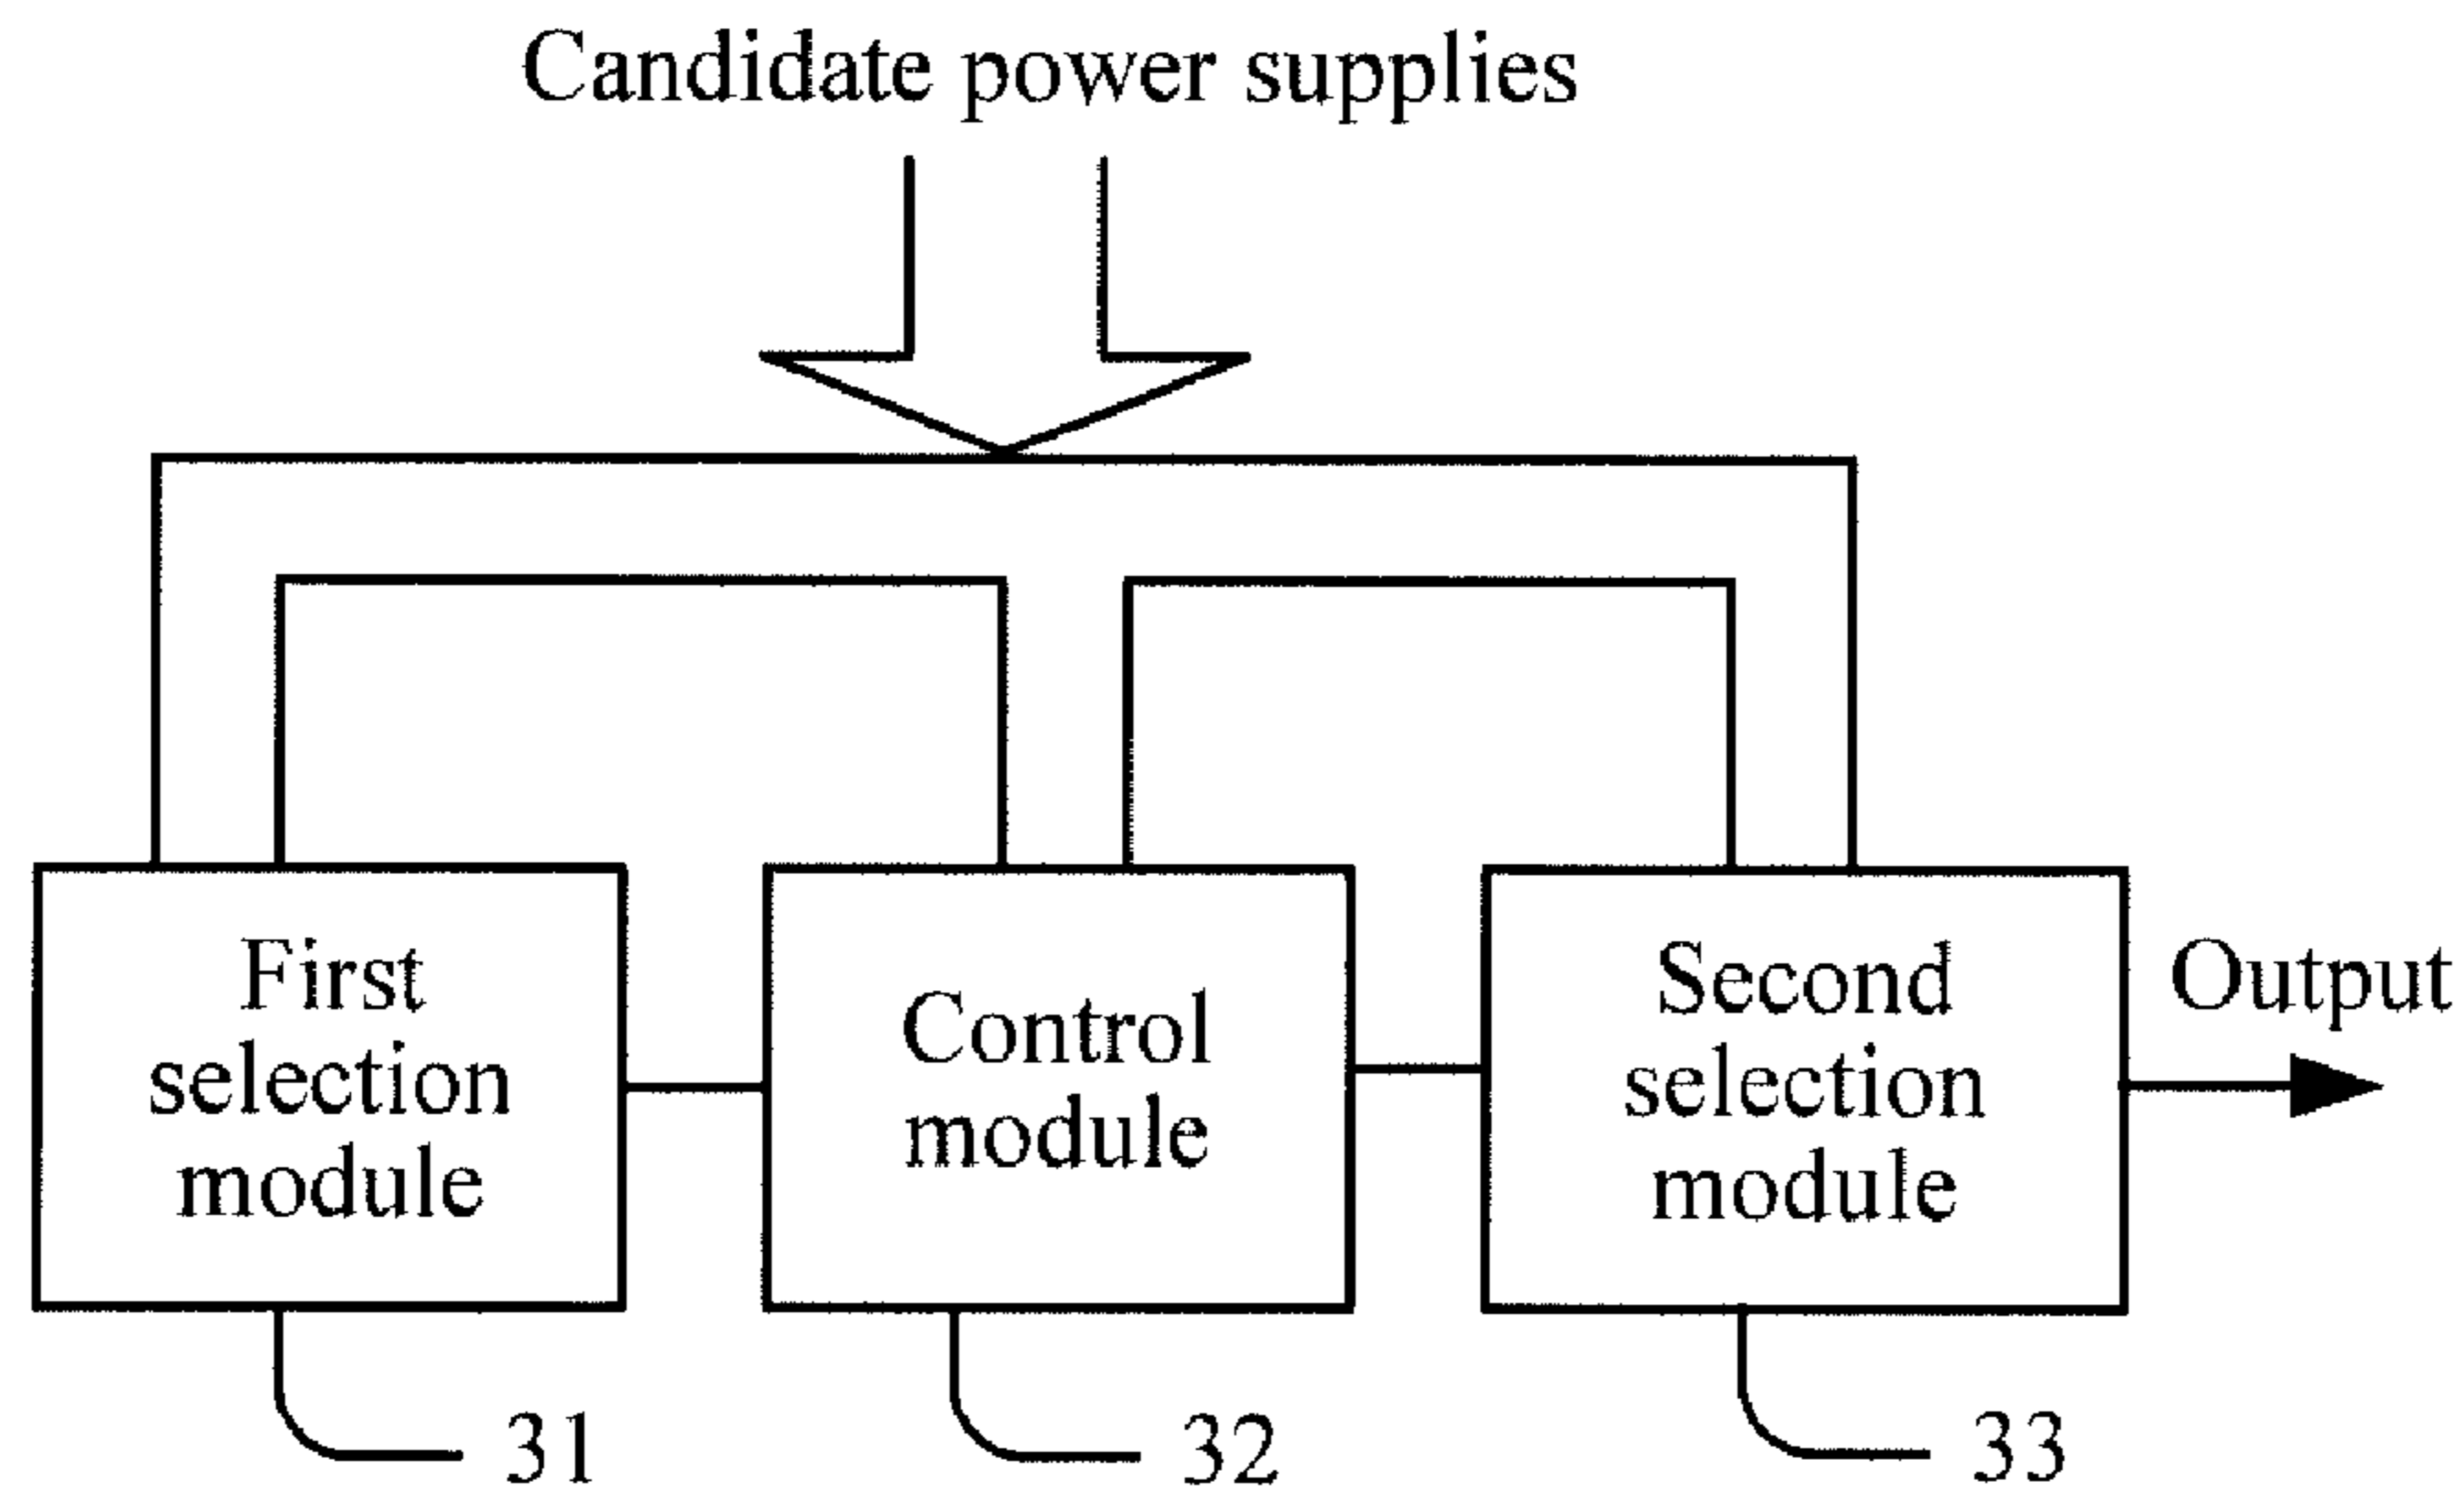 Candidate power supplies
First
selection
module
Control
module
Second
selection
module
Output
31
32
33